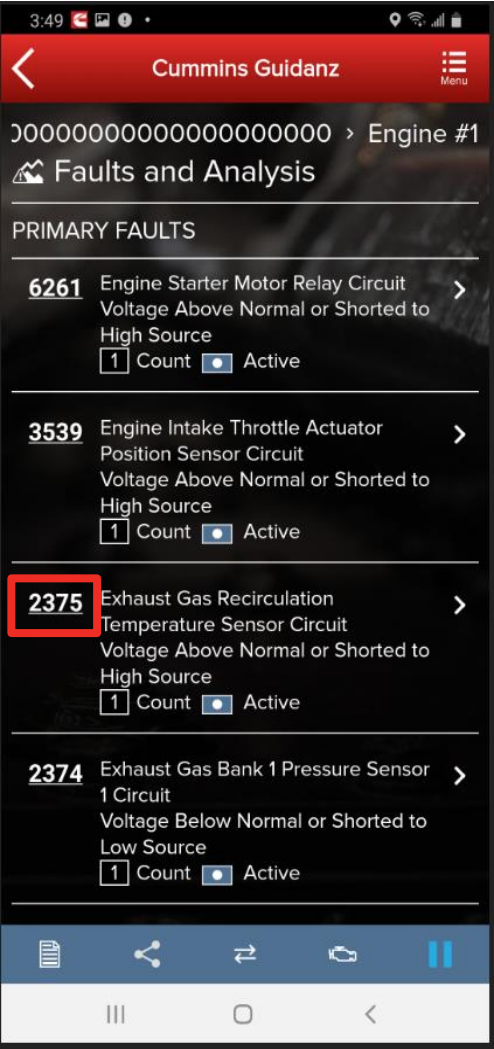 3:49
Cummins Guidanz
Menu
00000000000000000000 > Engine #1
Faults and Analysis
PRIMARY FAULTS
6261 Engine Starter Motor Relay Circuit
Voltage Above Normal or Shorted to
High Source
1 Count Active
3539 Engine Intake Throttle Actuator
Position Sensor Circuit
Voltage Above Normal or Shorted to
High Source
1 Count Active
2375 Exhaust Gas Recirculation
Temperature Sensor Circuit
Voltage Above Normal or Shorted to
High Source
1 Count Active
2374 Exhaust Gas Bank 1 Pressure Sensor
1 Circuit
Voltage Below Normal or Shorted to
Low Source
1 Count Active